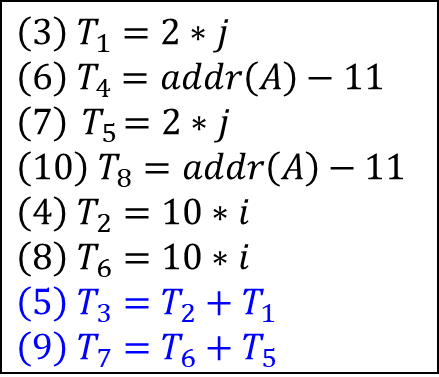 (3) T₁ = 2 * j
(6) T₄ = addr(A) − 11
(7) T₅ = 2 * j
(10) T₈ = addr(A) − 11
(4) T₂ = 10 * i
(8) T₆ = 10 * i
(5) T₃ = T₂ + T₁
(9) T₇ = T₆ + T₅